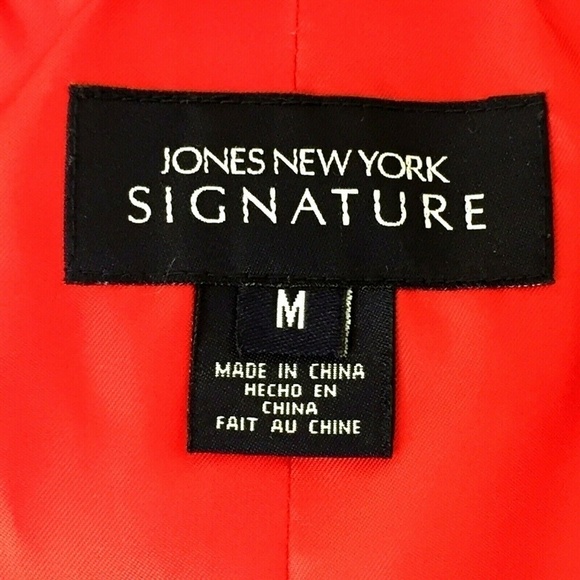 JONES NEW YORK
SIGNATURE
M
MADE IN CHINA
HECHO EN
CHINA
FAIT AU CHINE